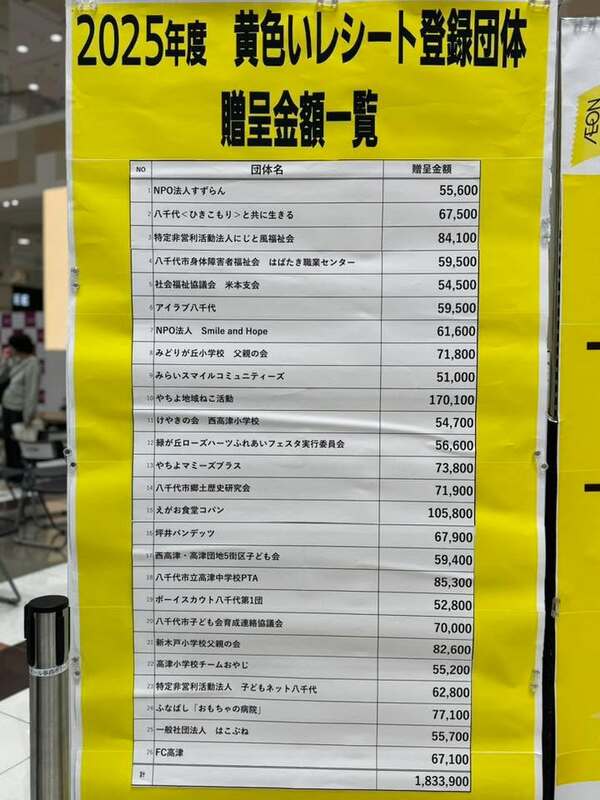 2025年度 黄色いレシート登録団体
贈呈金額一覧
NO 団体名 贈呈金額
1 NPO法人すずらん 55,600
2 八千代＜ひきこもり＞と共に生きる 67,500
3 特定非営利活動法人にじと風福祉会 84,100
4 八千代市身体障害者福祉会 はばたき職業センター 59,500
5 社会福祉協議会 米本支会 54,500
6 アイラブ八千代 59,500
7 NPO法人 Smile and Hope 61,600
8 みどりが丘小学校 父親の会 71,800
9 みらいスマイルコミュニティーズ 51,000
10 やちよ地域ねこ活動 170,100
11 けやきの会 西高津小学校 54,700
12 緑が丘ローズハーツふれあいフェスタ実行委員会 56,600
13 やちよマミーズブラス 73,800
14 八千代市郷土歴史研究会 71,900
15 えがお食堂コパン 105,800
16 坪井バンデッツ 67,900
17 西高津・高津団地5街区子ども会 59,400
18 八千代市立高津中学校PTA 85,300
19 ボーイスカウト八千代第1団 52,800
20 八千代市子ども会育成連絡協議会 70,000
21 新木戸小学校父親の会 82,600
22 高津小学校チームおやじ 55,200
23 特定非営利活動法人 子どもネット八千代 62,800
24 ふなばし「おもちゃの病院」 77,100
25 一般社団法人 はこぶね 55,700
26 FC高津 67,100
計 1,833,900
ÆON